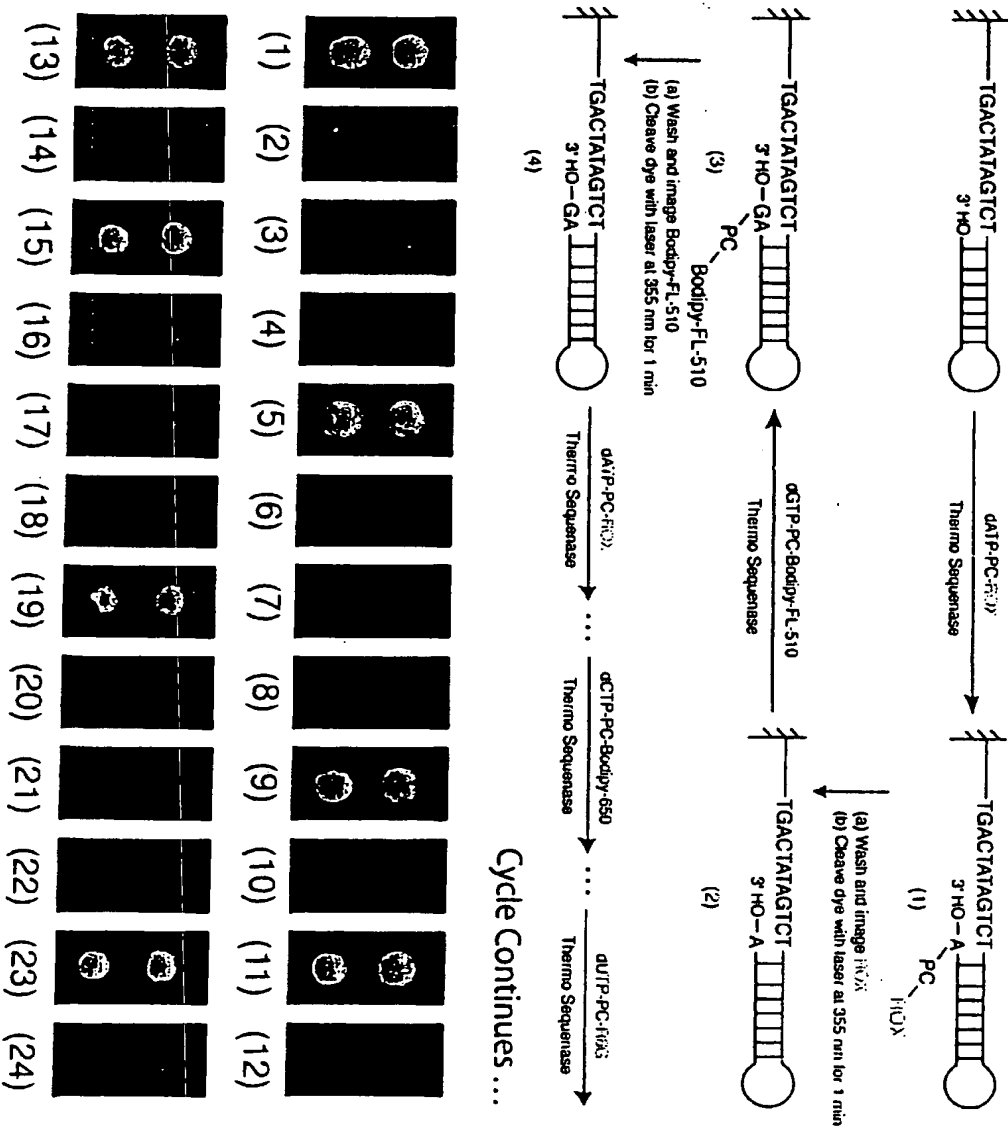 TGACTATAGTCT
3' HO
dATP-PC-ROX
Thermo Sequenase
TGACTATAGTCT
3' HO–A
PC
ROX
(1)
(a) Wash and image ROX
(b) Cleave dye with laser at 355 nm for 1 min
TGACTATAGTCT
3' HO–A
(2)
dGTP-PC-Bodipy-FL-510
Thermo Sequenase
TGACTATAGTCT
3' HO–GA
PC
Bodipy-FL-510
(3)
(a) Wash and image Bodipy-FL-510
(b) Cleave dye with laser at 355 nm for 1 min
TGACTATAGTCT
3' HO–GA
(4)
dATP-PC-ROX
Thermo Sequenase
...
dCTP-PC-Bodipy-650
Thermo Sequenase
...
dUTP-PC-R6G
Thermo Sequenase
Cycle Continues ...
(1) (2) (3) (4) (5) (6) (7) (8) (9) (10) (11) (12)
(13) (14) (15) (16) (17) (18) (19) (20) (21) (22) (23) (24)